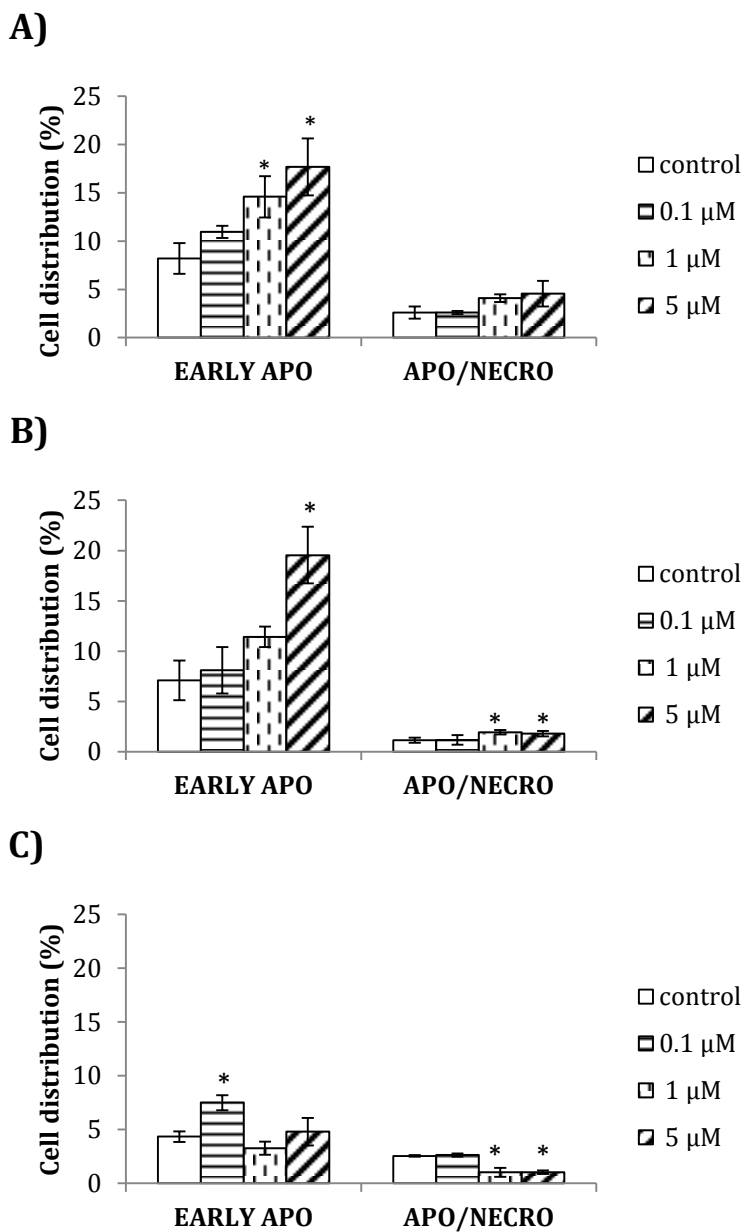 A)
Cell distribution (%)
25
20
15
10
5
0
* *
EARLY APO APO/NECRO
control
0.1 μM
1 μM
5 μM
B)
Cell distribution (%)
25
20
15
10
5
0
*
* *
EARLY APO APO/NECRO
control
0.1 μM
1 μM
5 μM
C)
Cell distribution (%)
25
20
15
10
5
0
*
* *
EARLY APO APO/NECRO
control
0.1 μM
1 μM
5 μM